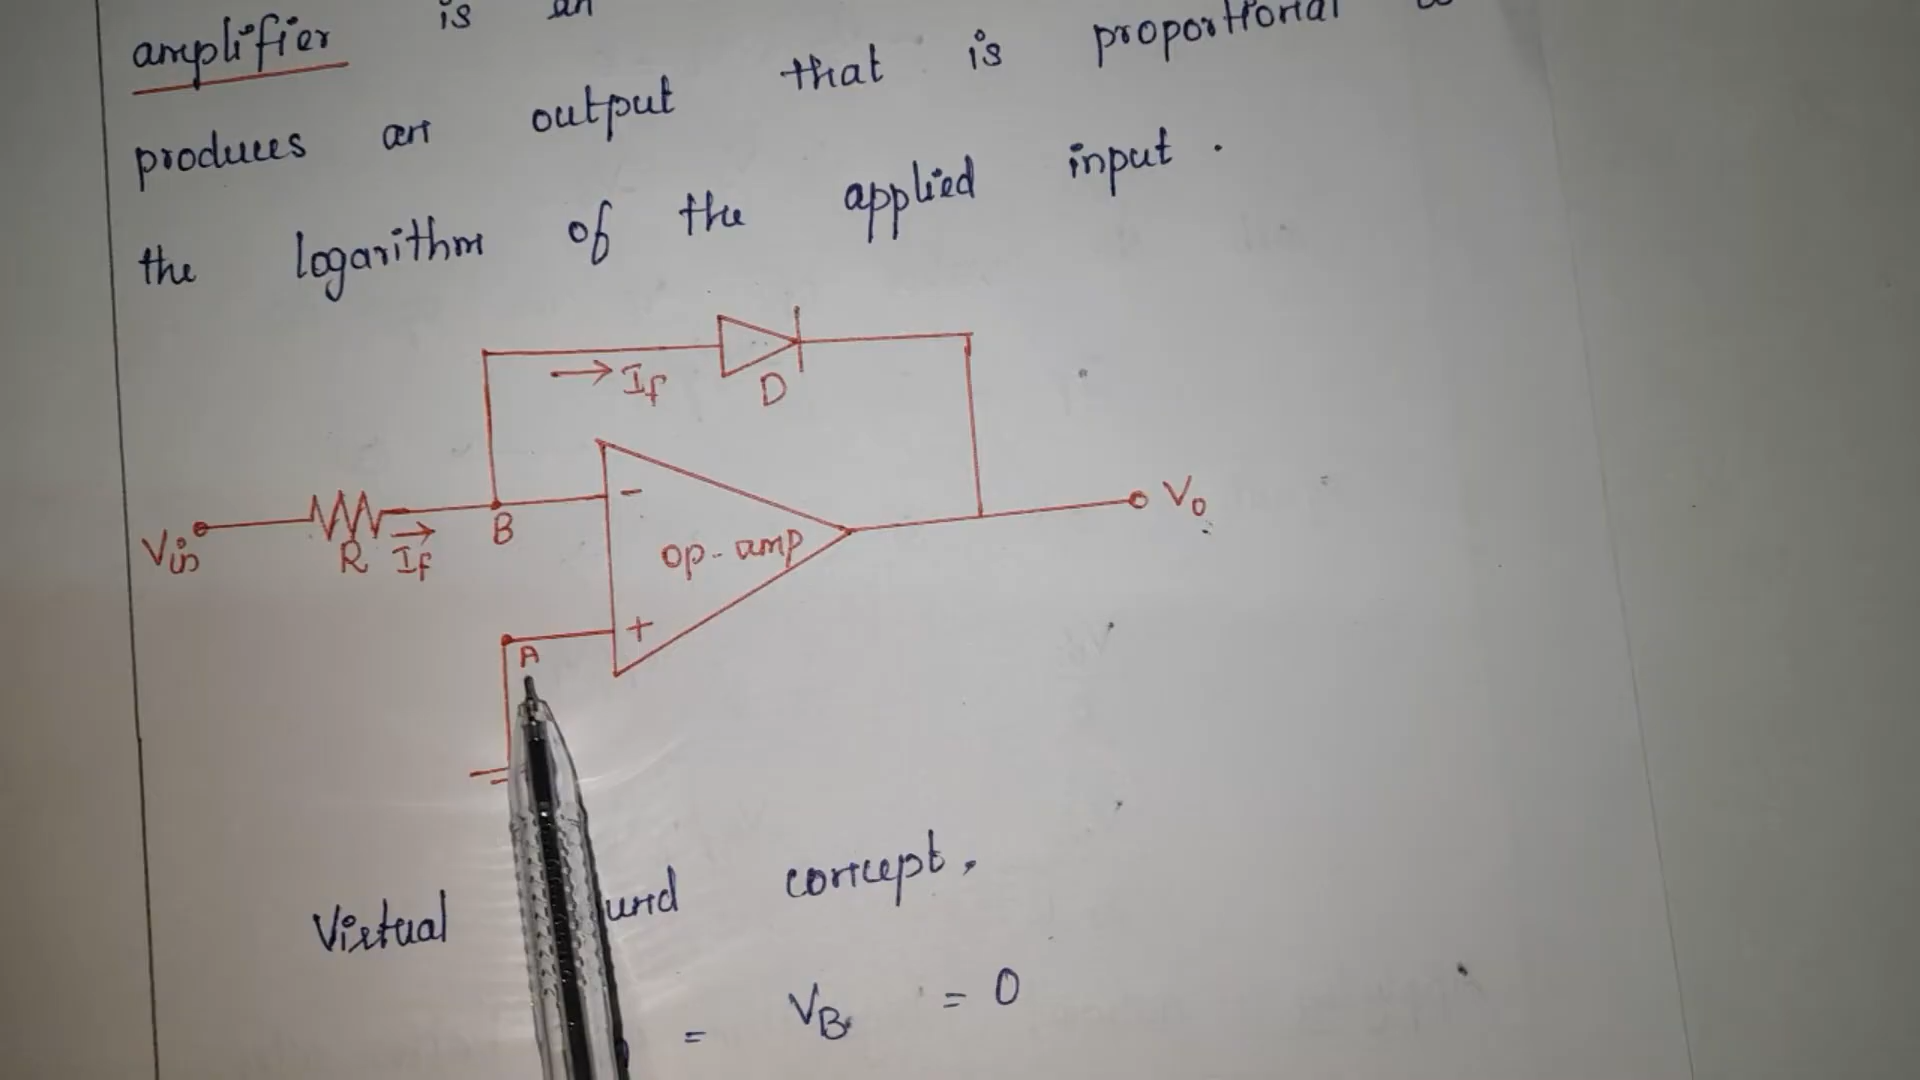 amplifier is an
produces an output that is proportional
the logarithm of the applied input .
If
D
Vin
R
If
B
-
op-amp
Vo
+
A
Virtual concept,
= VB = 0